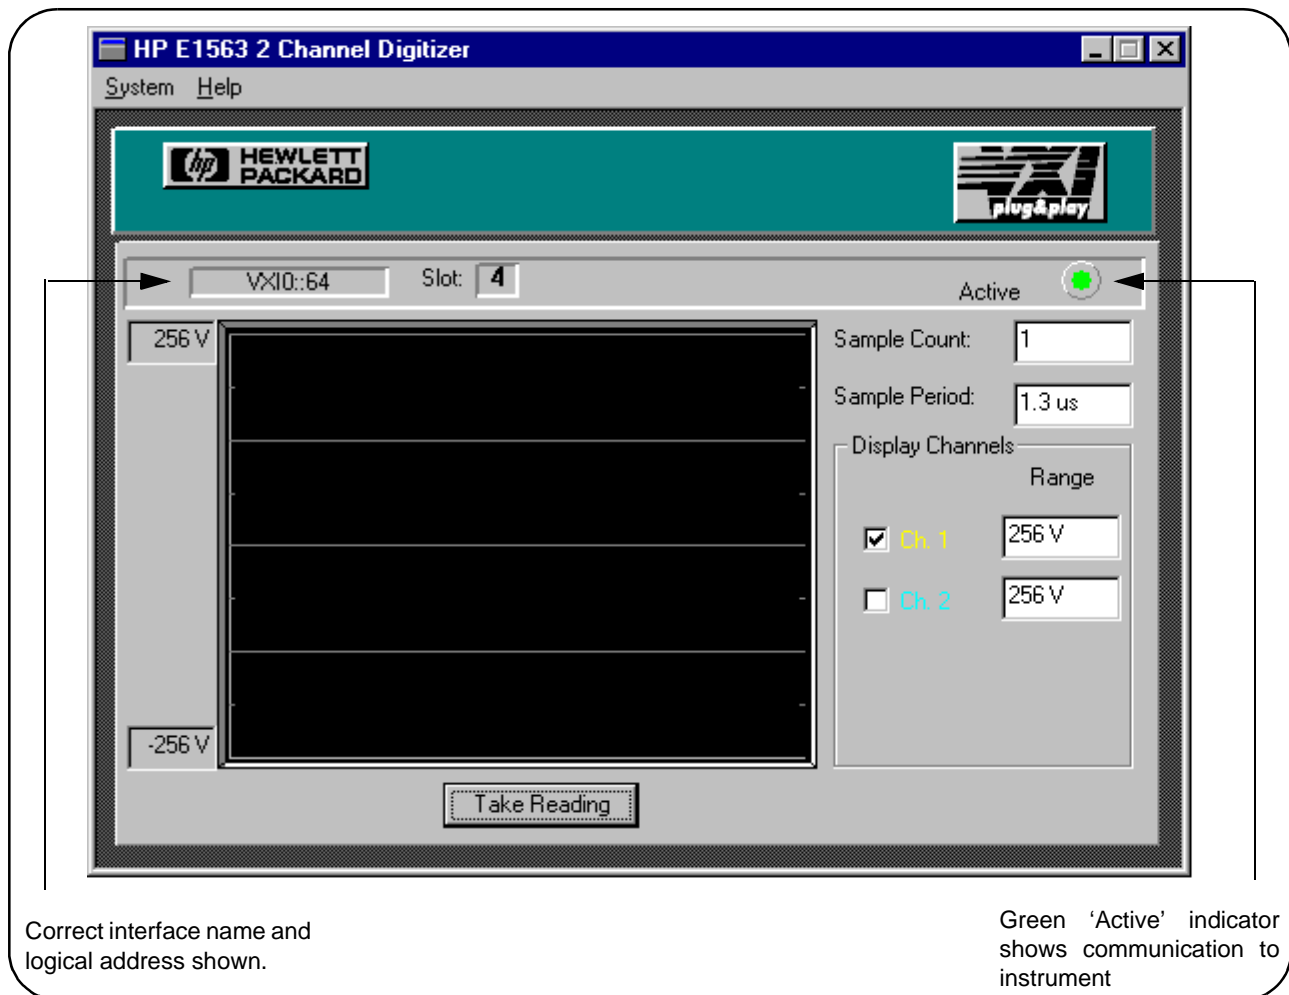 HP E1563 2 Channel Digitizer
System Help
hp HEWLETT PACKARD
VXI plug&play
VXI0::64 Slot: 4 Active
256 V
-256 V
Sample Count: 1
Sample Period: 1.3 us
Display Channels
Range
Ch. 1 256 V
Ch. 2 256 V
Take Reading
Correct interface name and
logical address shown.
Green ‘Active’ indicator
shows communication to
instrument